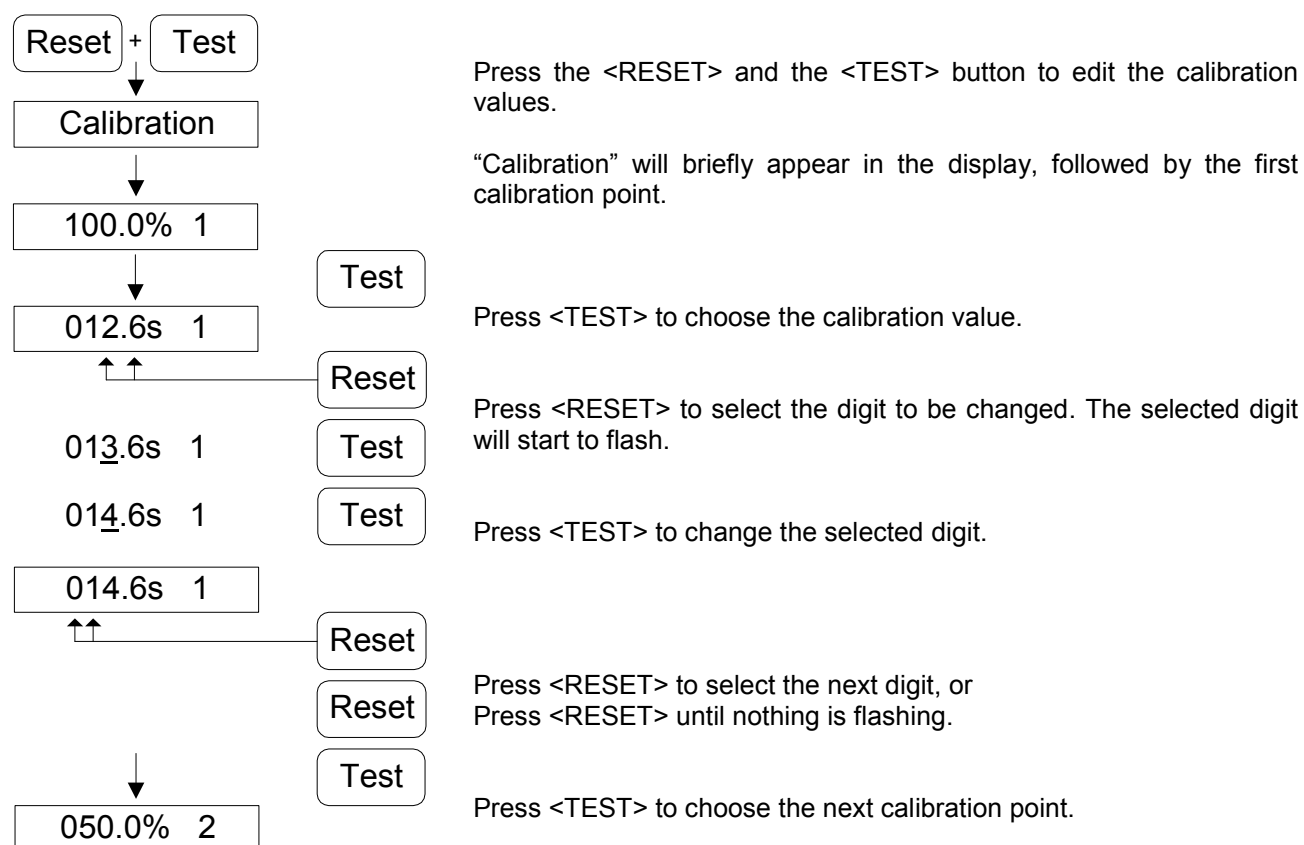 Reset + Test
Press the <RESET> and the <TEST> button to edit the calibration
values.
Calibration
“Calibration” will briefly appear in the display, followed by the first
calibration point.
100.0% 1
Test
012.6s 1
Press <TEST> to choose the calibration value.
Reset
Press <RESET> to select the digit to be changed. The selected digit
will start to flash.
013.6s 1
Test
014.6s 1
Test
Press <TEST> to change the selected digit.
014.6s 1
Reset
Press <RESET> to select the next digit, or
Reset
Press <RESET> until nothing is flashing.
Test
Press <TEST> to choose the next calibration point.
050.0% 2